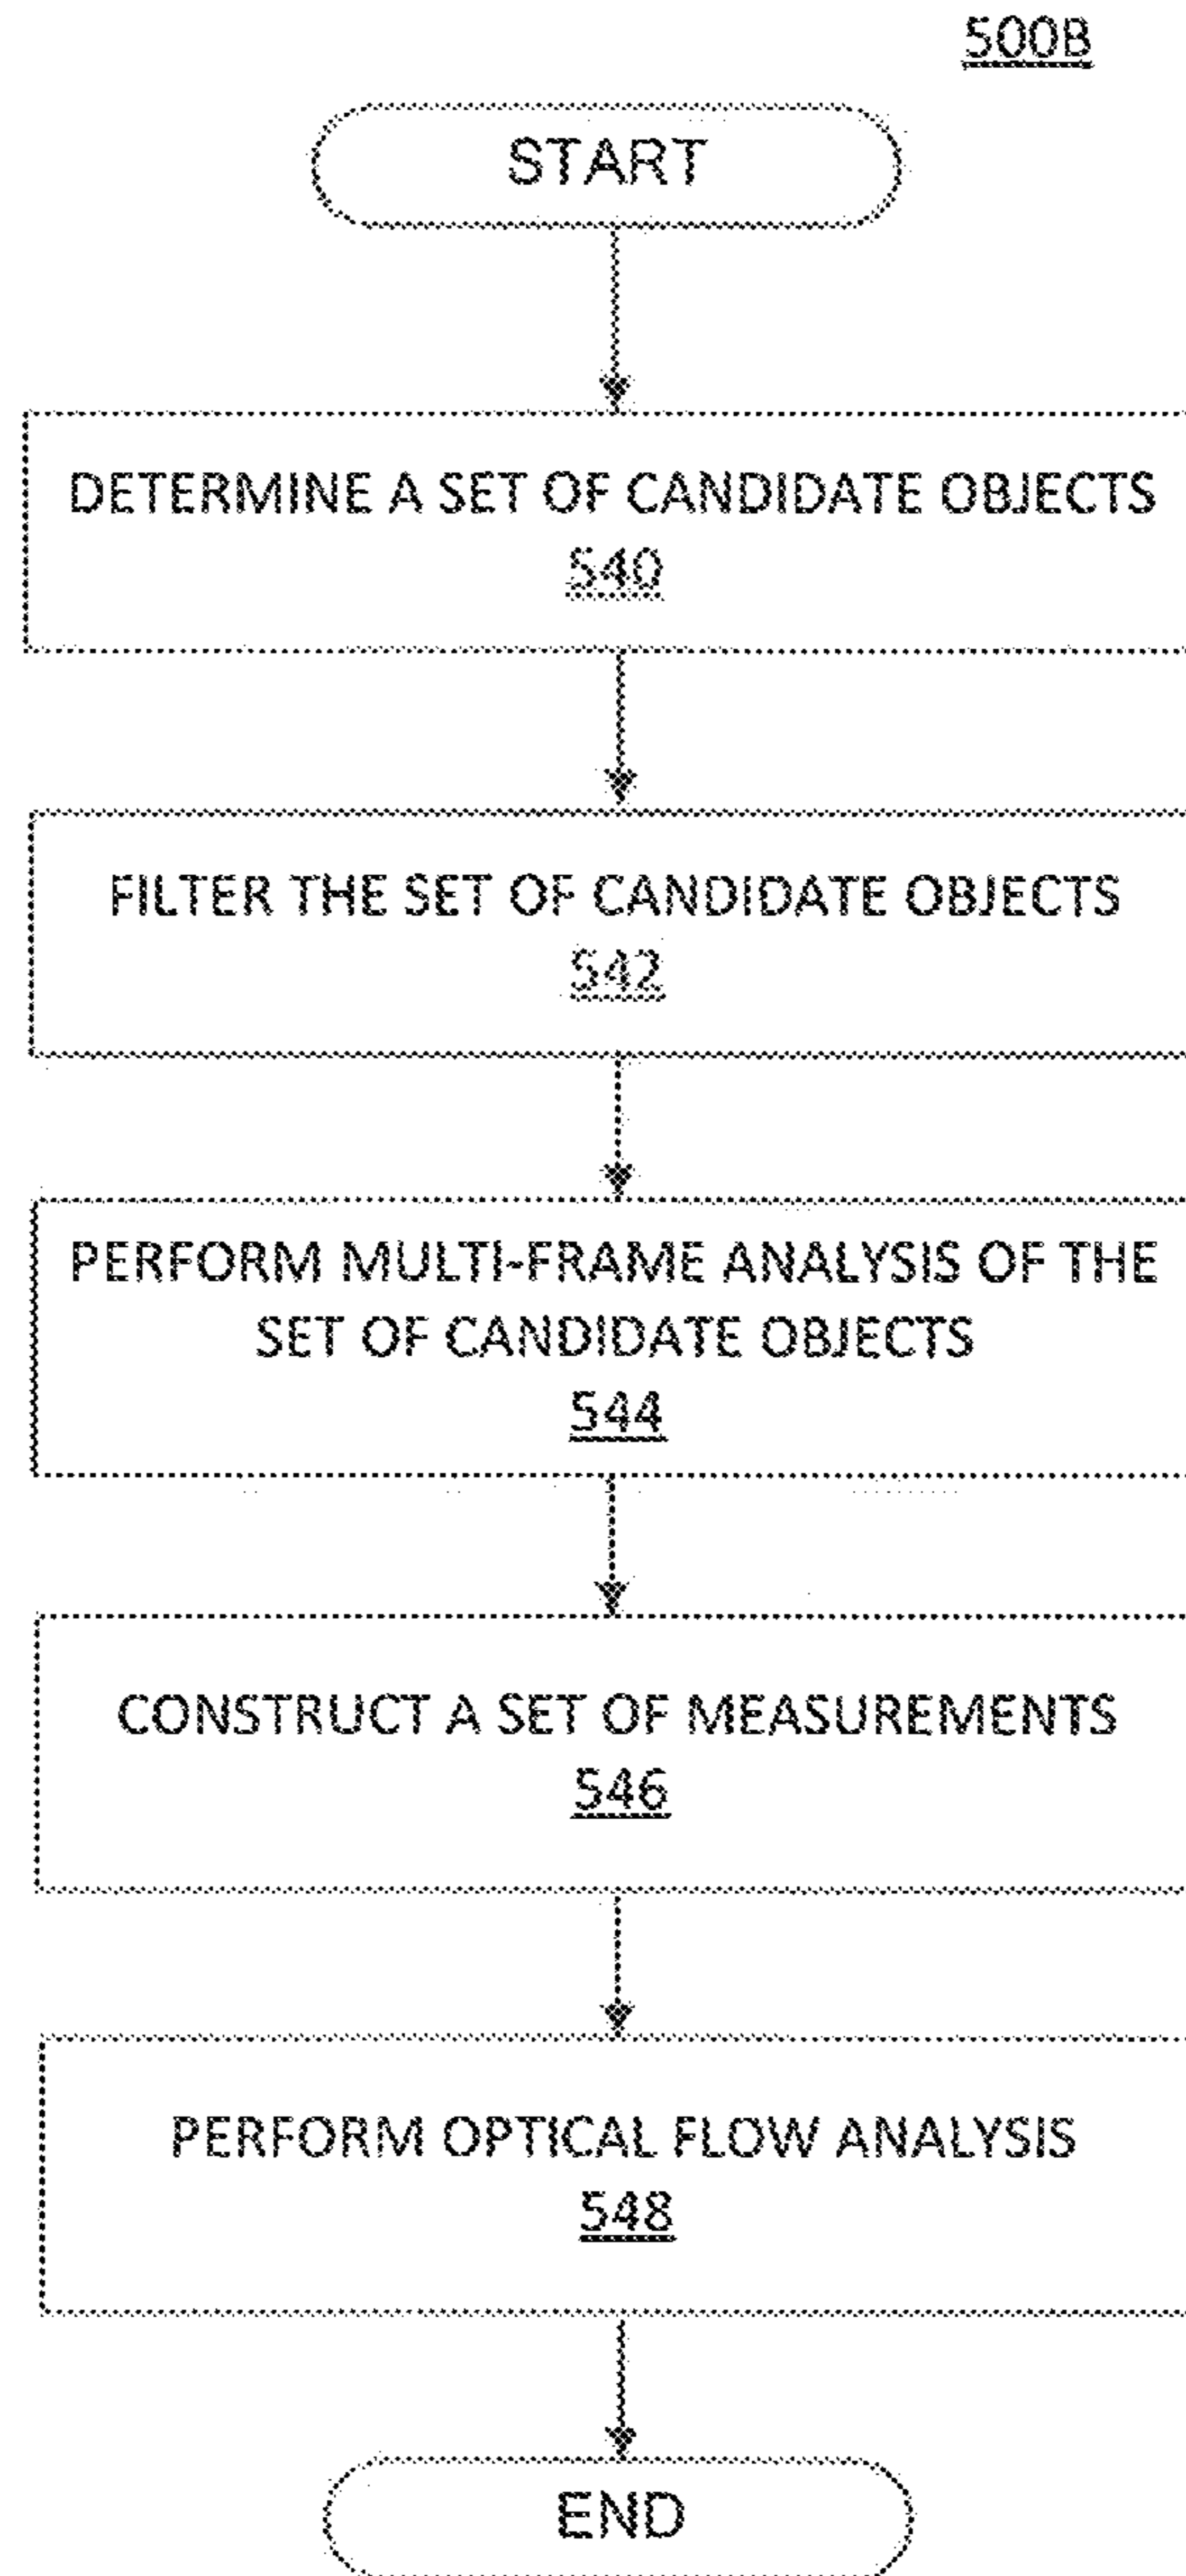 500B
START
DETERMINE A SET OF CANDIDATE OBJECTS
540
FILTER THE SET OF CANDIDATE OBJECTS
542
PERFORM MULTI-FRAME ANALYSIS OF THE
SET OF CANDIDATE OBJECTS
544
CONSTRUCT A SET OF MEASUREMENTS
546
PERFORM OPTICAL FLOW ANALYSIS
548
END